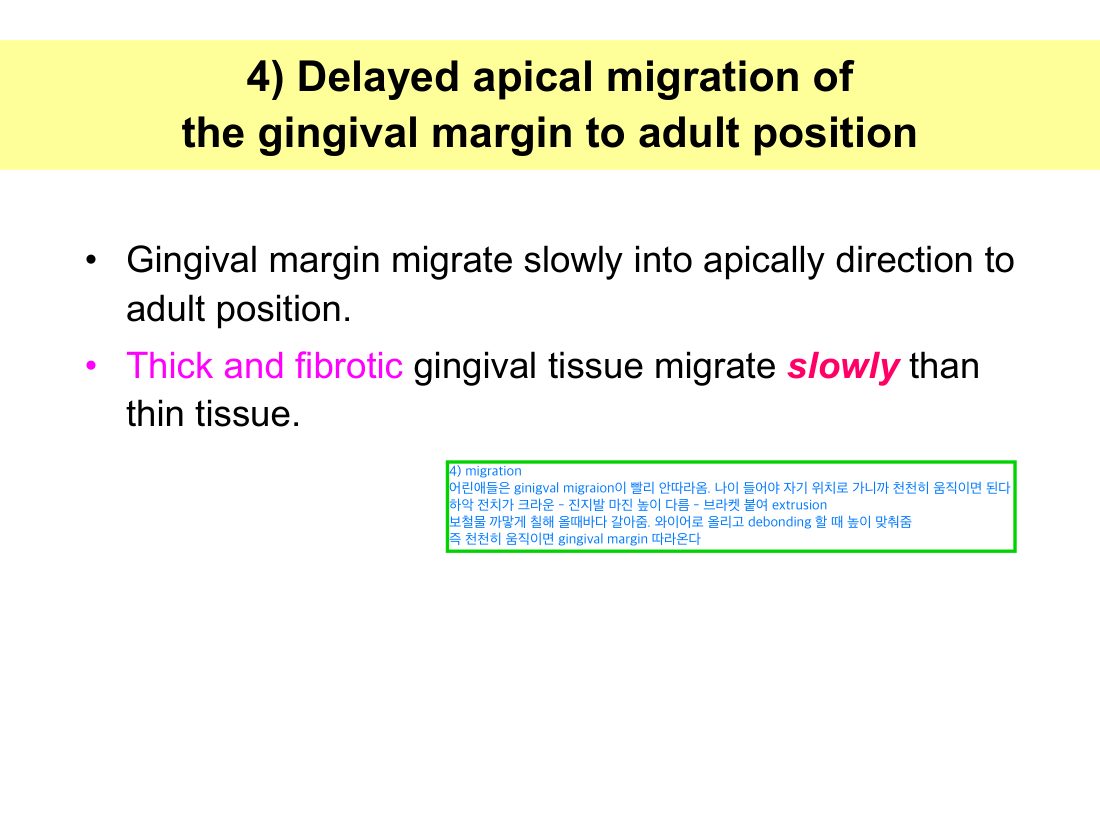 4) Delayed apical migration of
the gingival margin to adult position
• Gingival margin migrate slowly into apically direction to
adult position.
• Thick and fibrotic gingival tissue migrate slowly than
thin tissue.
4) migration
어린애들은 ginigval migraion이 빨리 안따라옴. 나이 들어야 자기 위치로 가니까 천천히 움직이면 된다
하악 전치가 크라운 – 진지발 마진 높이 다름 – 브라켓 붙여 extrusion
보철물 까맣게 칠해 올때바다 갈아줌. 와이어로 올리고 debonding 할 때 높이 맞춰줌
즉 천천히 움직이면 gingival margin 따라온다